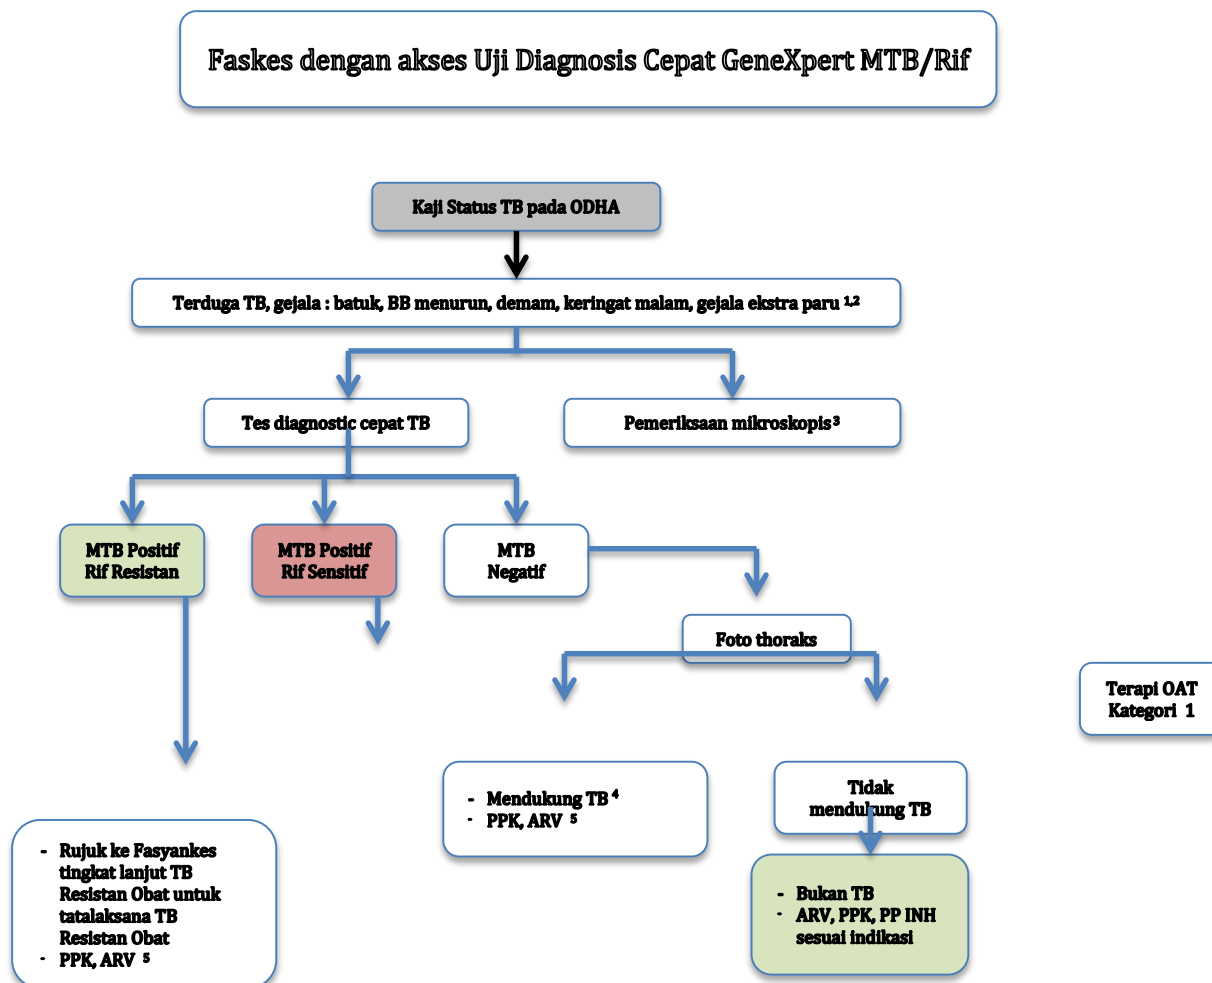 Faskes dengan akses Uji Diagnosis Cepat GeneXpert MTB/Rif
Kaji Status TB pada ODHA
Terduga TB, gejala : batuk, BB menurun, demam, keringat malam, gejala ekstra paru 1,2
Tes diagnostic cepat TB
Pemeriksaan mikroskopis 3
MTB Positif
Rif Resistan
MTB Positif
Rif Sensitif
MTB
Negatif
Foto thoraks
Terapi OAT
Kategori 1
- Mendukung TB 4
- PPK, ARV 5
Tidak
mendukung TB
- Rujuk ke Fasyankes
tingkat lanjut TB
Resistan Obat untuk
tatalaksana TB
Resistan Obat
- PPK, ARV 5
- Bukan TB
- ARV, PPK, PP INH
sesuai indikasi